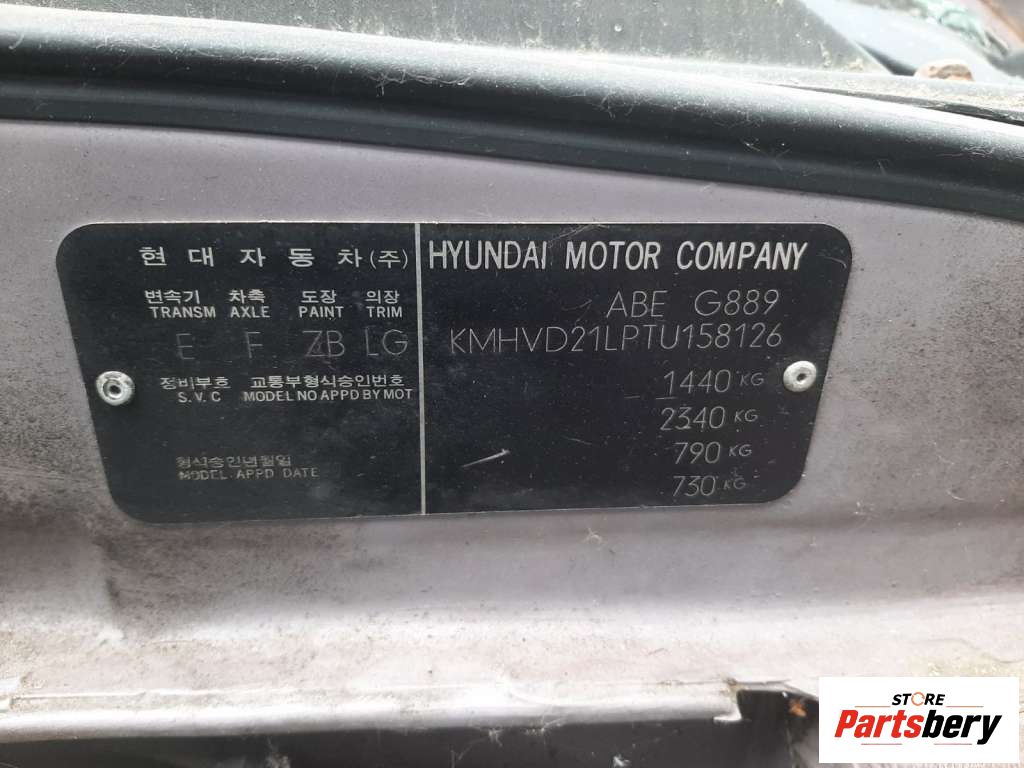 현대자동차(주)
변속기 차축 도장 의장
TRANSM AXLE PAINT TRIM
E F ZB LG
정비부호 교통부형식승인번호
S.V.C MODEL NO APPD BY MOT
형식승인년월일
MODEL APPD DATE
HYUNDAI MOTOR COMPANY
ABE G889
KMHVD21LPTU158126
1440 KG
2340 KG
790 KG
730 KG
STORE
Partsbery